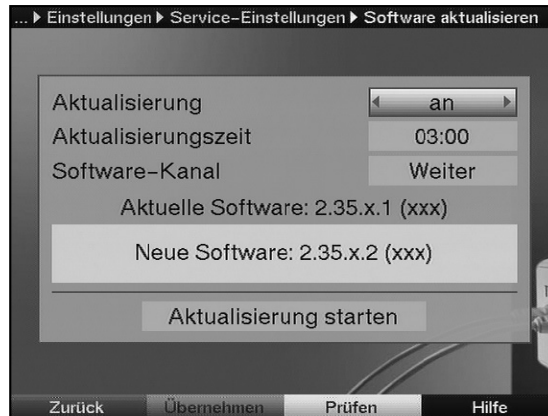 ... ▶ Einstellungen ▶ Service-Einstellungen ▶ Software aktualisieren
Aktualisierung an
Aktualisierungszeit 03:00
Software-Kanal Weiter
Aktuelle Software: 2.35.x.1 (xxx)
Neue Software: 2.35.x.2 (xxx)
Aktualisierung starten
Zurück Übernehmen Prüfen Hilfe